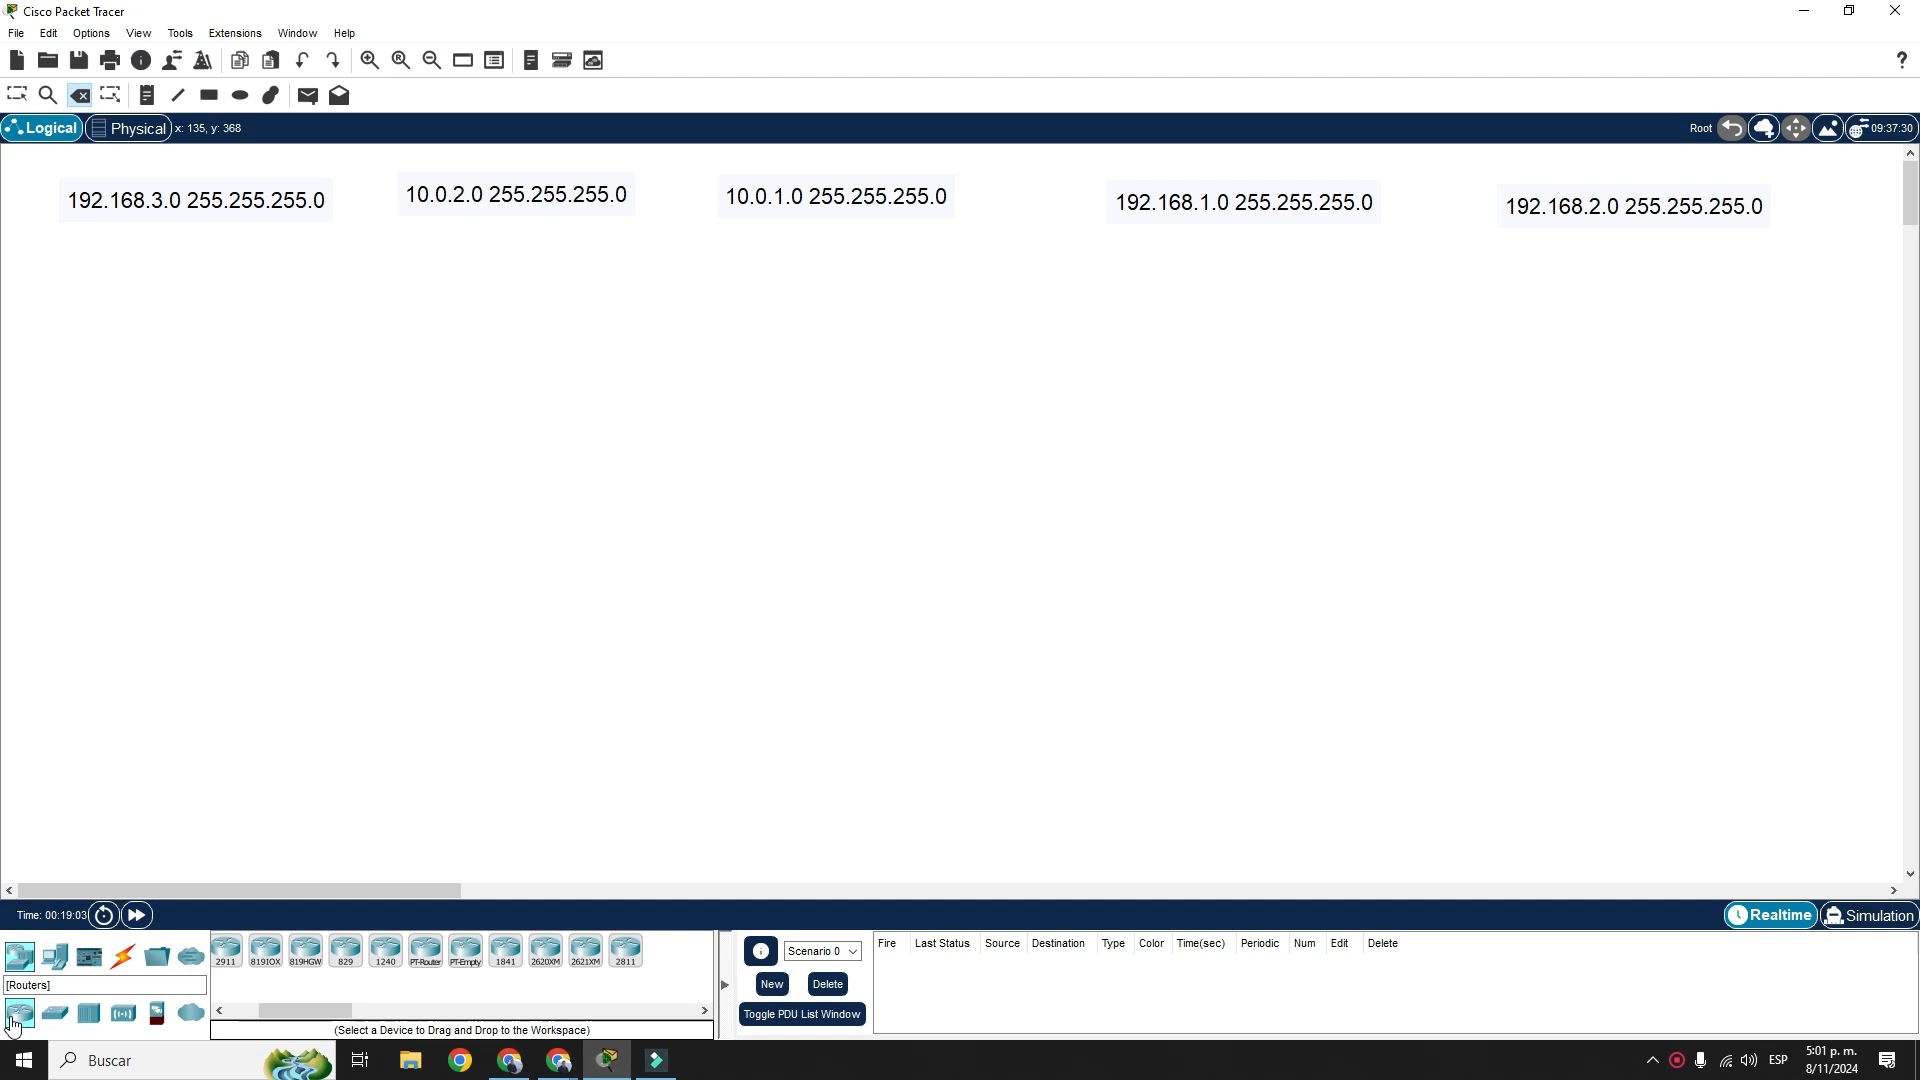 Cisco Packet Tracer
File Edit Options View Tools Extensions Window Help
?
Logical Physical x: 135, y: 368 Root 09:37:30
192.168.3.0 255.255.255.0
10.0.2.0 255.255.255.0
10.0.1.0 255.255.255.0
192.168.1.0 255.255.255.0
192.168.2.0 255.255.255.0
Time: 00:19:03 Realtime Simulation
2911 819IOX 819HGW 829 1240 PT-Router PT-Empty 1841 2620XM 2621XM 2811
[Routers]
(Select a Device to Drag and Drop to the Workspace)
Scenario 0
New Delete
Toggle PDU List Window
Fire Last Status Source Destination Type Color Time(sec) Periodic Num Edit Delete
Buscar
ESP
5:01 p. m.
8/11/2024